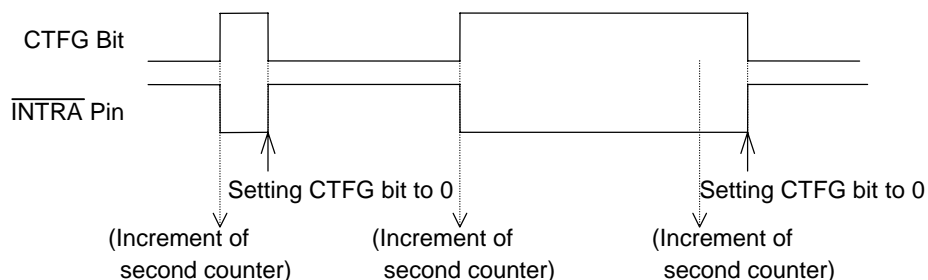 CTFG Bit
INTRA Pin
Setting CTFG bit to 0
Setting CTFG bit to 0
(Increment of
second counter)
(Increment of
second counter)
(Increment of
second counter)